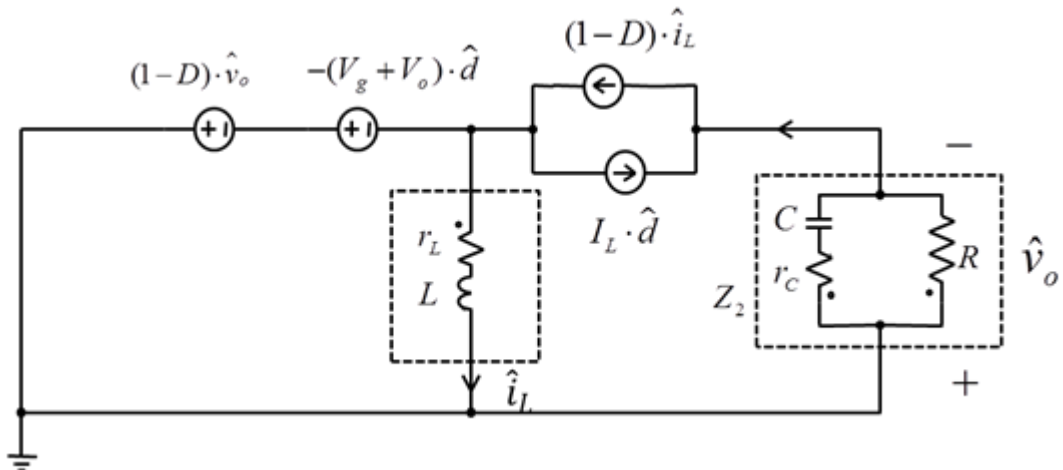 (1−D)·î_L
(1−D)·v̂_o
−(V_g+V_o)·d̂
+ı
+ı
−
r_L
L
I_L·d̂
C
r_C
R
Z_2
v̂_o
î_L
+